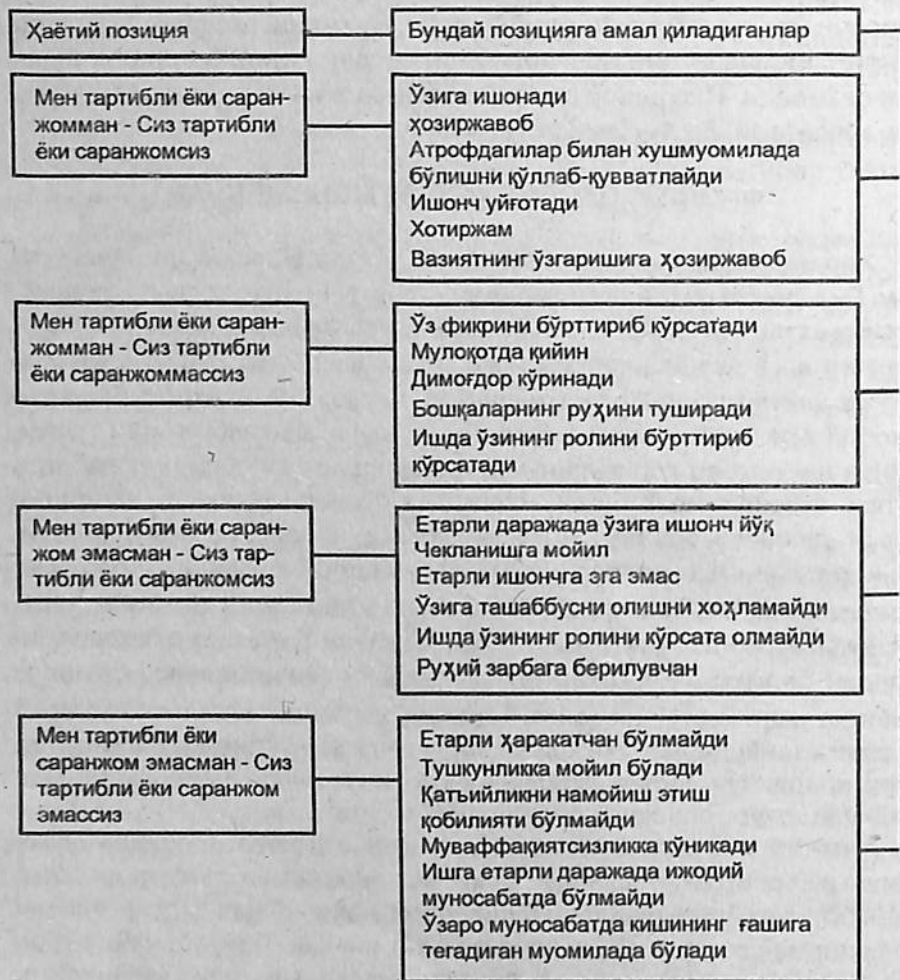 Ҳаётий позиция
Бундай позицияга амал қиладиганлар
Мен тартибли ёки саран-
жомман - Сиз тартибли
ёки саранжомсиз
Ўзига ишонади
ҳозиржавоб
Атрофдагилар билан хушмуомилада
бўлишни қўллаб-қувватлайди
Ишонч уйғотади
Хотиржам
Вазиятнинг ўзгаришига ҳозиржавоб
Мен тартибли ёки саран-
жомман - Сиз тартибли
ёки саранжоммассиз
Ўз фикрини бўрттириб кўрсатади
Мулоқотда қийин
Димоғдор кўринади
Бошқаларнинг руҳини туширади
Ишда ўзининг ролини бўрттириб
кўрсатади
Мен тартибли ёки саран-
жом эмасман - Сиз тар-
тибли ёки саранжомсиз
Етарли даражада ўзига ишонч йўқ
Чекланишга мойил
Етарли ишончга эга эмас
Ўзига ташаббусни олишни хоҳламайди
Ишда ўзининг ролини кўрсата олмайди
Руҳий зарбага берилувчан
Мен тартибли ёки
саранжом эмасман - Сиз
тартибли ёки саранжом
эмассиз
Етарли ҳаракатчан бўлмайди
Тушкунликка мойил бўлади
Қатъийликни намойиш этиш
қобилияти бўлмайди
Муваффақиятсизликка кўникади
Ишга етарли даражада ижодий
муносабатда бўлмайди
Ўзаро муносабатда кишининг ғашига
тегадиган муомилада бўлади